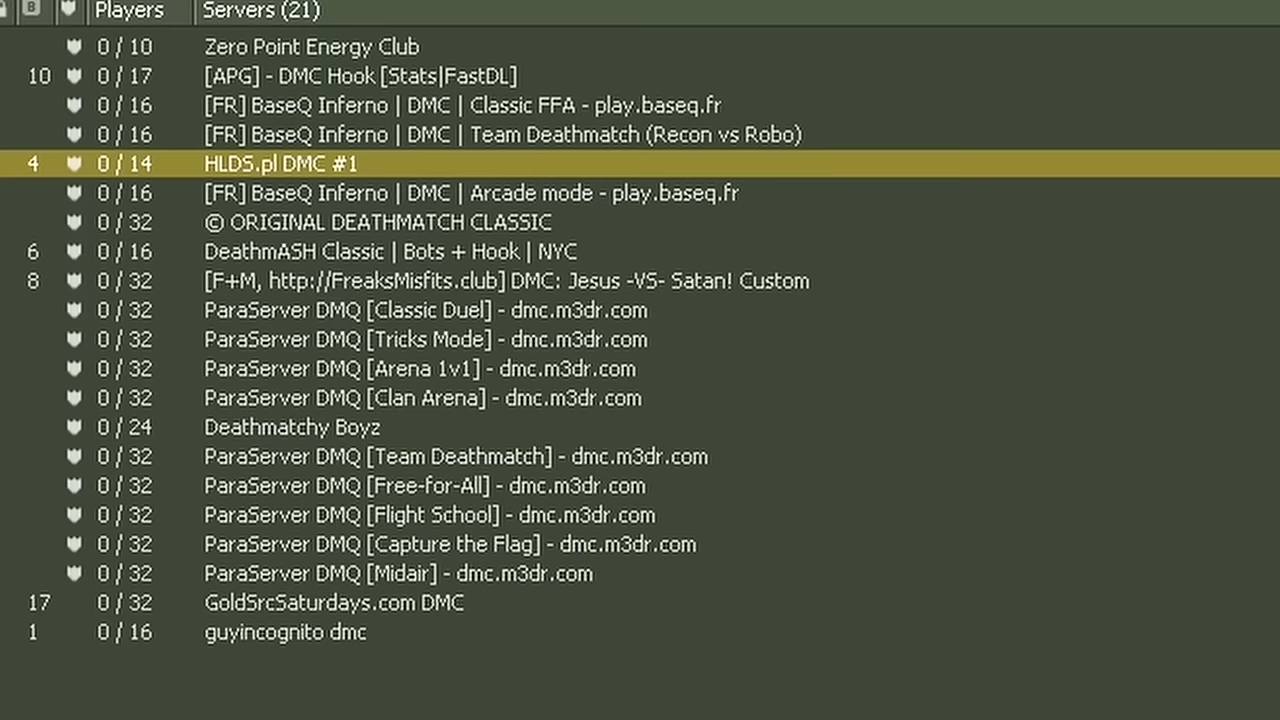 B Players Servers (21)
0 / 10 Zero Point Energy Club
10 0 / 17 [APG] - DMC Hook [Stats|FastDL]
0 / 16 [FR] BaseQ Inferno | DMC | Classic FFA - play.baseq.fr
0 / 16 [FR] BaseQ Inferno | DMC | Team Deathmatch (Recon vs Robo)
4 0 / 14 HLDS.pl DMC #1
0 / 16 [FR] BaseQ Inferno | DMC | Arcade mode - play.baseq.fr
0 / 32 © ORIGINAL DEATHMATCH CLASSIC
6 0 / 16 DeathmASH Classic | Bots + Hook | NYC
8 0 / 32 [F+M, http://FreaksMisfits.club] DMC: Jesus -VS- Satan! Custom
0 / 32 ParaServer DMQ [Classic Duel] - dmc.m3dr.com
0 / 32 ParaServer DMQ [Tricks Mode] - dmc.m3dr.com
0 / 32 ParaServer DMQ [Arena 1v1] - dmc.m3dr.com
0 / 32 ParaServer DMQ [Clan Arena] - dmc.m3dr.com
0 / 24 Deathmatchy Boyz
0 / 32 ParaServer DMQ [Team Deathmatch] - dmc.m3dr.com
0 / 32 ParaServer DMQ [Free-for-All] - dmc.m3dr.com
0 / 32 ParaServer DMQ [Flight School] - dmc.m3dr.com
0 / 32 ParaServer DMQ [Capture the Flag] - dmc.m3dr.com
0 / 32 ParaServer DMQ [Midair] - dmc.m3dr.com
17 0 / 32 GoldSrcSaturdays.com DMC
1 0 / 16 guyincognito dmc